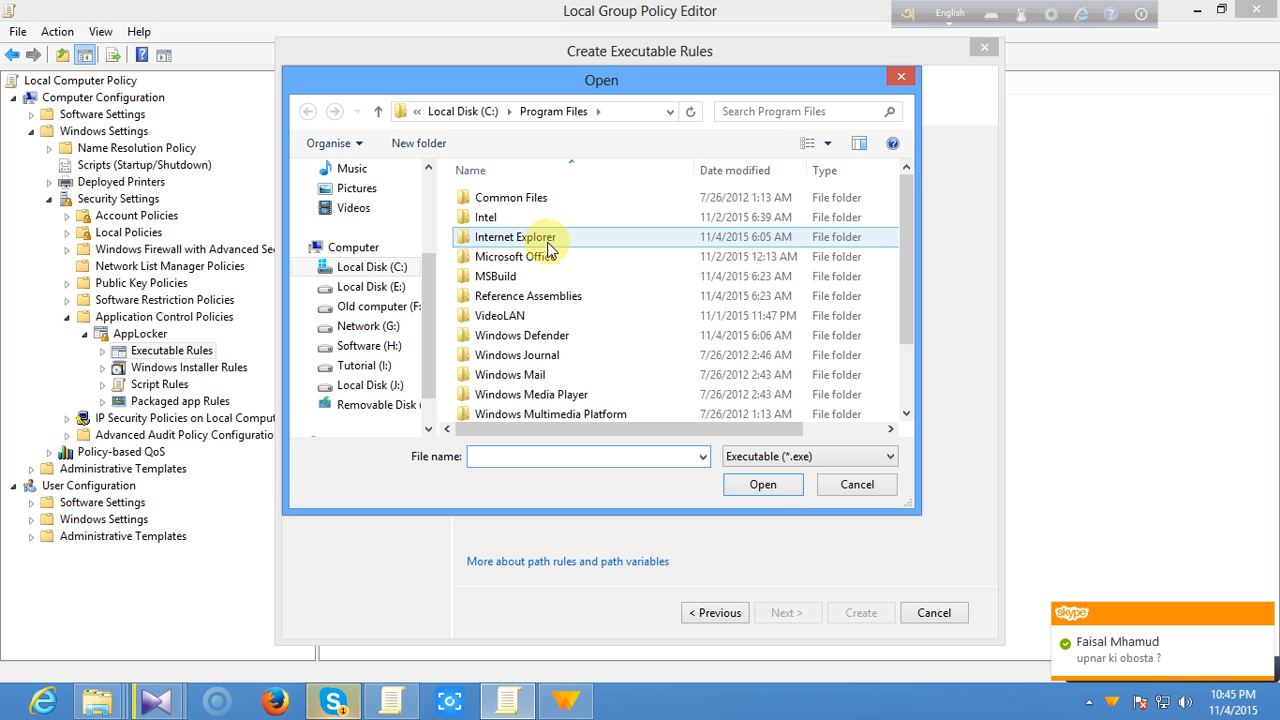 Local Group Policy Editor
English
File Action View Help
Local Computer Policy
Computer Configuration
Software Settings
Windows Settings
Name Resolution Policy
Scripts (Startup/Shutdown)
Deployed Printers
Security Settings
Account Policies
Local Policies
Windows Firewall with Advanced Sec
Network List Manager Policies
Public Key Policies
Software Restriction Policies
Application Control Policies
AppLocker
Executable Rules
Windows Installer Rules
Script Rules
Packaged app Rules
IP Security Policies on Local Comput
Advanced Audit Policy Configuratio
Policy-based QoS
Administrative Templates
User Configuration
Software Settings
Windows Settings
Administrative Templates
Create Executable Rules
Open
« Local Disk (C:) Program Files
Search Program Files
Organise New folder
Music
Pictures
Videos
Computer
Local Disk (C:)
Local Disk (E:)
Old computer (F:
Network (G:)
Software (H:)
Tutorial (I:)
Local Disk (J:)
Removable Disk (
Name Date modified Type
Common Files 7/26/2012 1:13 AM File folder
Intel 11/2/2015 6:39 AM File folder
Internet Explorer 11/4/2015 6:05 AM File folder
Microsoft Office 11/2/2015 12:13 AM File folder
MSBuild 11/4/2015 6:23 AM File folder
Reference Assemblies 11/4/2015 6:23 AM File folder
VideoLAN 11/1/2015 11:47 PM File folder
Windows Defender 11/4/2015 6:06 AM File folder
Windows Journal 7/26/2012 2:46 AM File folder
Windows Mail 7/26/2012 2:43 AM File folder
Windows Media Player 7/26/2012 2:43 AM File folder
Windows Multimedia Platform 7/26/2012 1:13 AM File folder
File name: Executable (*.exe)
Open Cancel
More about path rules and path variables
< Previous Next > Create Cancel
skype
Faisal Mhamud
upnar ki obosta ?
1
10:45 PM
11/4/2015